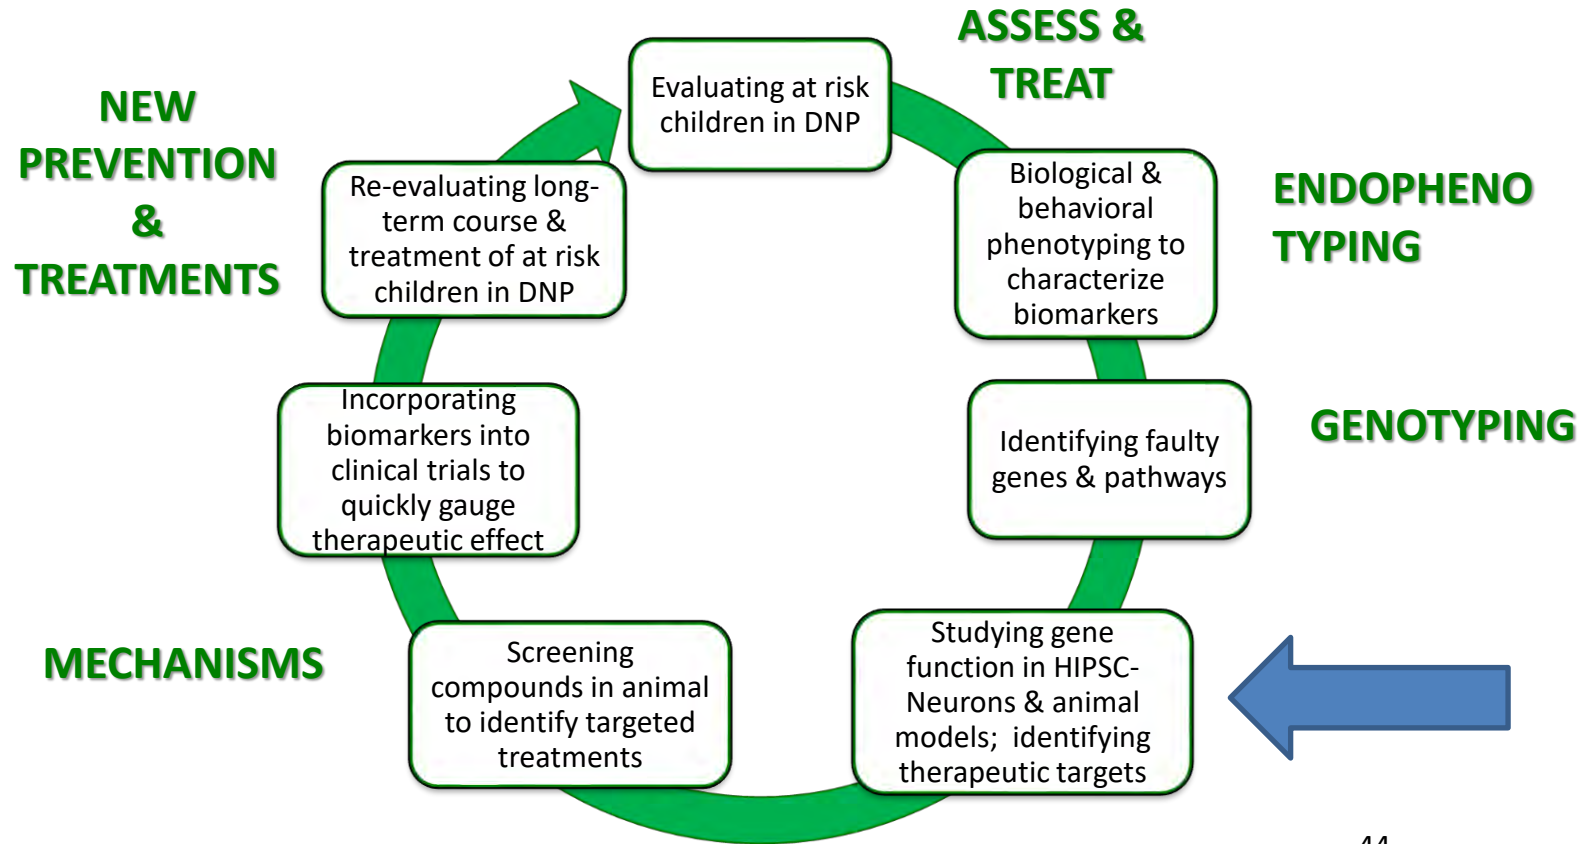 ASSESS &
TREAT
Evaluating at risk
children in DNP
Biological &
behavioral
phenotyping to
characterize
biomarkers
ENDOPHENO
TYPING
Identifying faulty
genes & pathways
GENOTYPING
Studying gene
function in HIPSC-
Neurons & animal
models; identifying
therapeutic targets
Screening
compounds in animal
to identify targeted
treatments
MECHANISMS
Incorporating
biomarkers into
clinical trials to
quickly gauge
therapeutic effect
Re-evaluating long-
term course &
treatment of at risk
children in DNP
NEW
PREVENTION
&
TREATMENTS